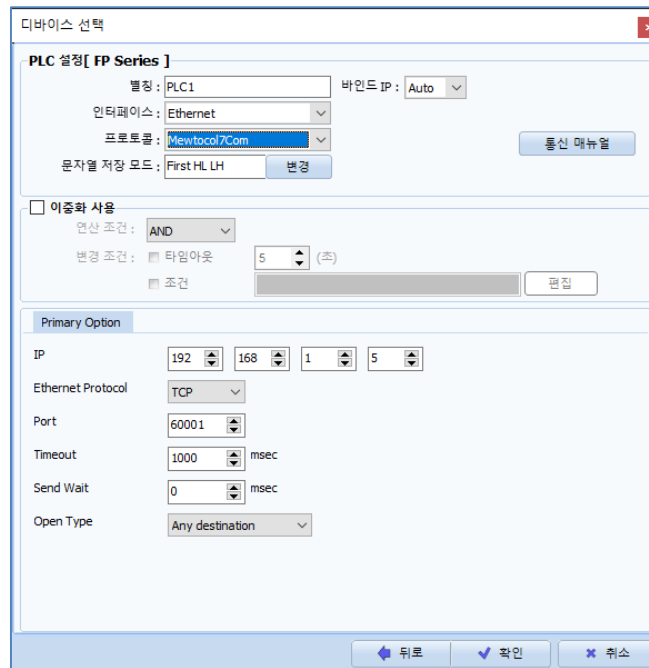 디바이스 선택
PLC 설정[ FP Series ]
별칭 : PLC1 바인드 IP : Auto
인터페이스 : Ethernet
프로토콜 : Mewtocol7Com 통신 매뉴얼
문자열 저장 모드 : First HL LH 변경
이중화 사용
연산 조건 : AND
변경 조건 : 타임아웃 5 (초)
조건 편집
Primary Option
IP 192 168 1 5
Ethernet Protocol TCP
Port 60001
Timeout 1000 msec
Send Wait 0 msec
Open Type Any destination
뒤로 확인 취소